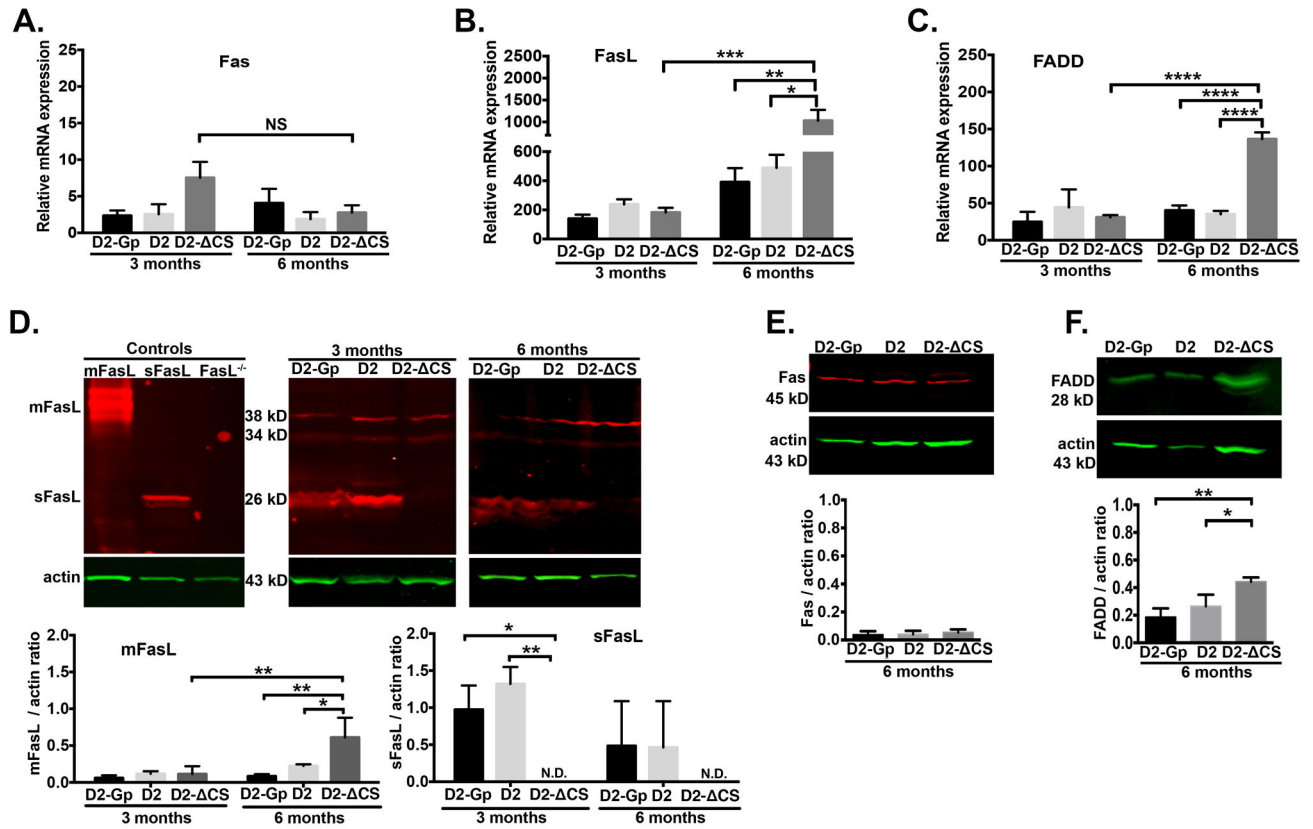 A.
Fas
Relative mRNA expression
25
20
15
10
5
0
NS
D2-Gp D2 D2-ΔCS D2-Gp D2 D2-ΔCS
3 months 6 months
B.
FasL
Relative mRNA expression
2500
2000
1500
1000
600
400
200
0
***
**
*
D2-Gp D2 D2-ΔCS D2-Gp D2 D2-ΔCS
3 months 6 months
C.
FADD
Relative mRNA expression
250
200
150
100
50
0
****
****
****
D2-Gp D2 D2-ΔCS D2-Gp D2 D2-ΔCS
3 months 6 months
D.
Controls 3 months 6 months
mFasL sFasL FasL-/- D2-Gp D2 D2-ΔCS D2-Gp D2 D2-ΔCS
mFasL
38 kD
34 kD
sFasL 26 kD
actin 43 kD
mFasL
mFasL / actin ratio
2.0
1.5
1.0
0.5
0.0
**
**
*
D2-Gp D2 D2-ΔCS D2-Gp D2 D2-ΔCS
3 months 6 months
sFasL
sFasL / actin ratio
2.0
1.5
1.0
0.5
0.0
*
**
N.D. N.D.
D2-Gp D2 D2-ΔCS D2-Gp D2 D2-ΔCS
3 months 6 months
E.
D2-Gp D2 D2-ΔCS
Fas
45 kD
actin
43 kD
Fas / actin ratio
1.0
0.8
0.6
0.4
0.2
0.0
D2-Gp D2 D2-ΔCS
6 months
F.
D2-Gp D2 D2-ΔCS
FADD
28 kD
actin
43 kD
FADD / actin ratio
1.0
0.8
0.6
0.4
0.2
0.0
**
*
D2-Gp D2 D2-ΔCS
6 months